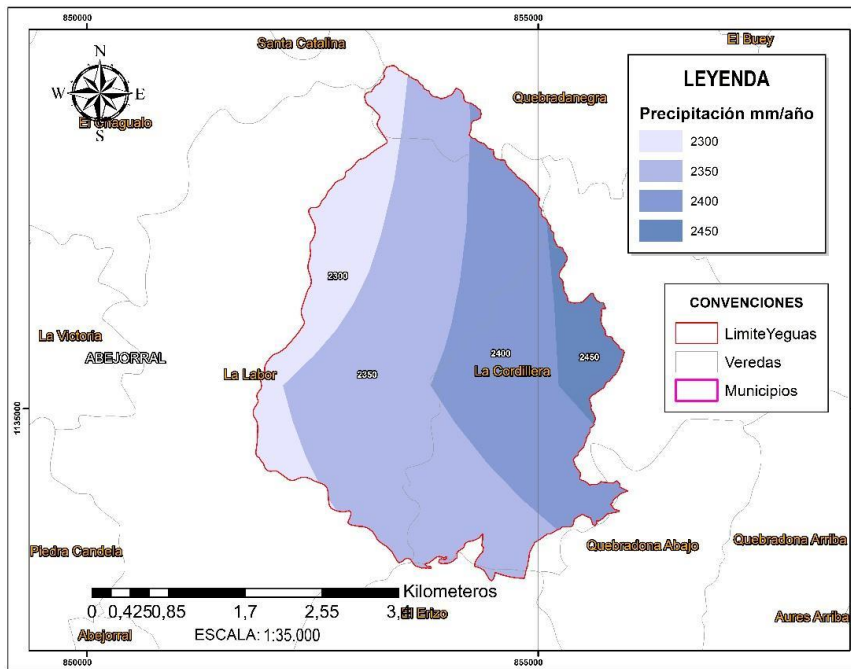 850000
855000
Santa Catalina
El Buey
N
W
E
S
El Chagualo
Quebradanegra
LEYENDA
Precipitación mm/año
2300
2350
2400
2450
2300
La Victoria
ABEJORRAL
La Labor
2350
2400
La Cordillera
2450
CONVENCIONES
LimiteYeguas
Veredas
Municipios
1135000
Piedra Candela
Quebradona Abajo
Quebradona Arriba
Kilometeros
0 0,425 0,85 1,7 2,55
ESCALA: 1:35.000
El Erizo
Abejorral
Aures Arriba
850000
855000